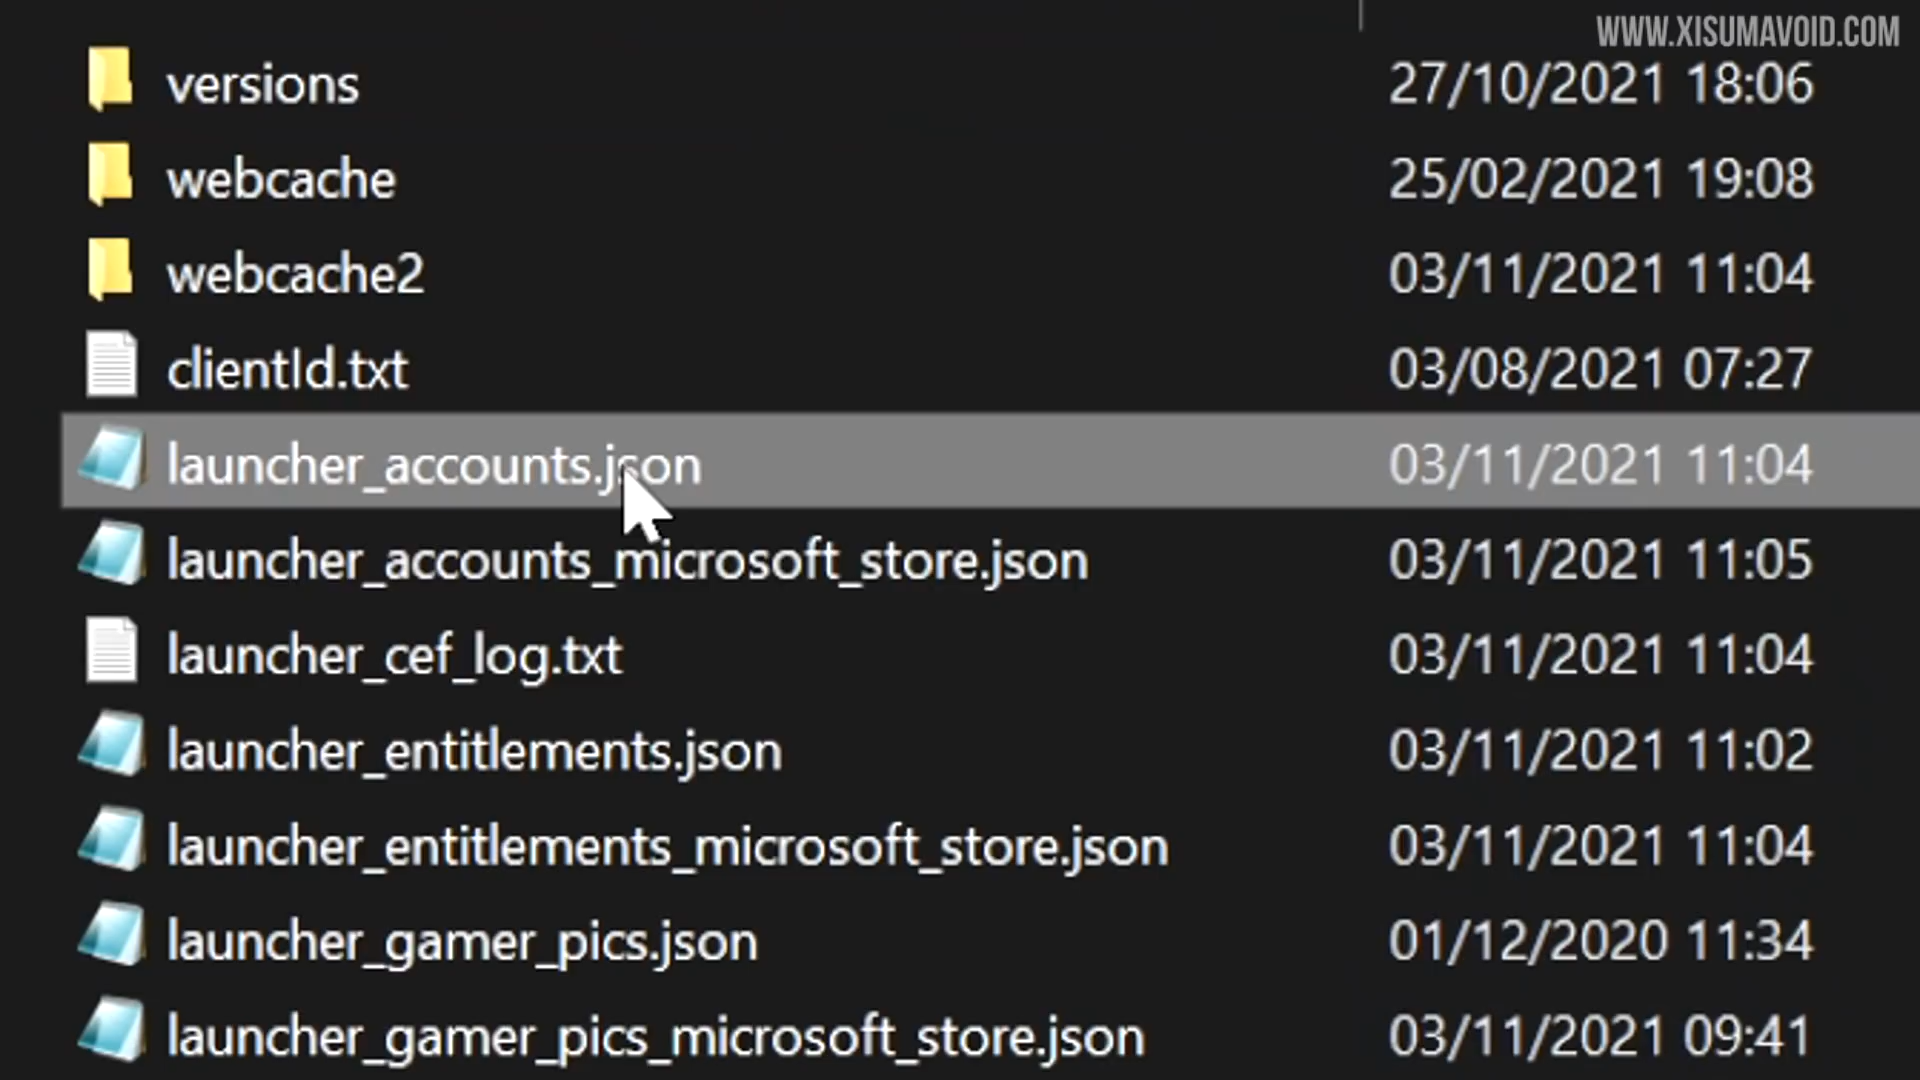 WWW.XISUMAVOID.COM
versions 27/10/2021 18:06
webcache 25/02/2021 19:08
webcache2 03/11/2021 11:04
clientId.txt 03/08/2021 07:27
launcher_accounts.json 03/11/2021 11:04
launcher_accounts_microsoft_store.json 03/11/2021 11:05
launcher_cef_log.txt 03/11/2021 11:04
launcher_entitlements.json 03/11/2021 11:02
launcher_entitlements_microsoft_store.json 03/11/2021 11:04
launcher_gamer_pics.json 01/12/2020 11:34
launcher_gamer_pics_microsoft_store.json 03/11/2021 09:41